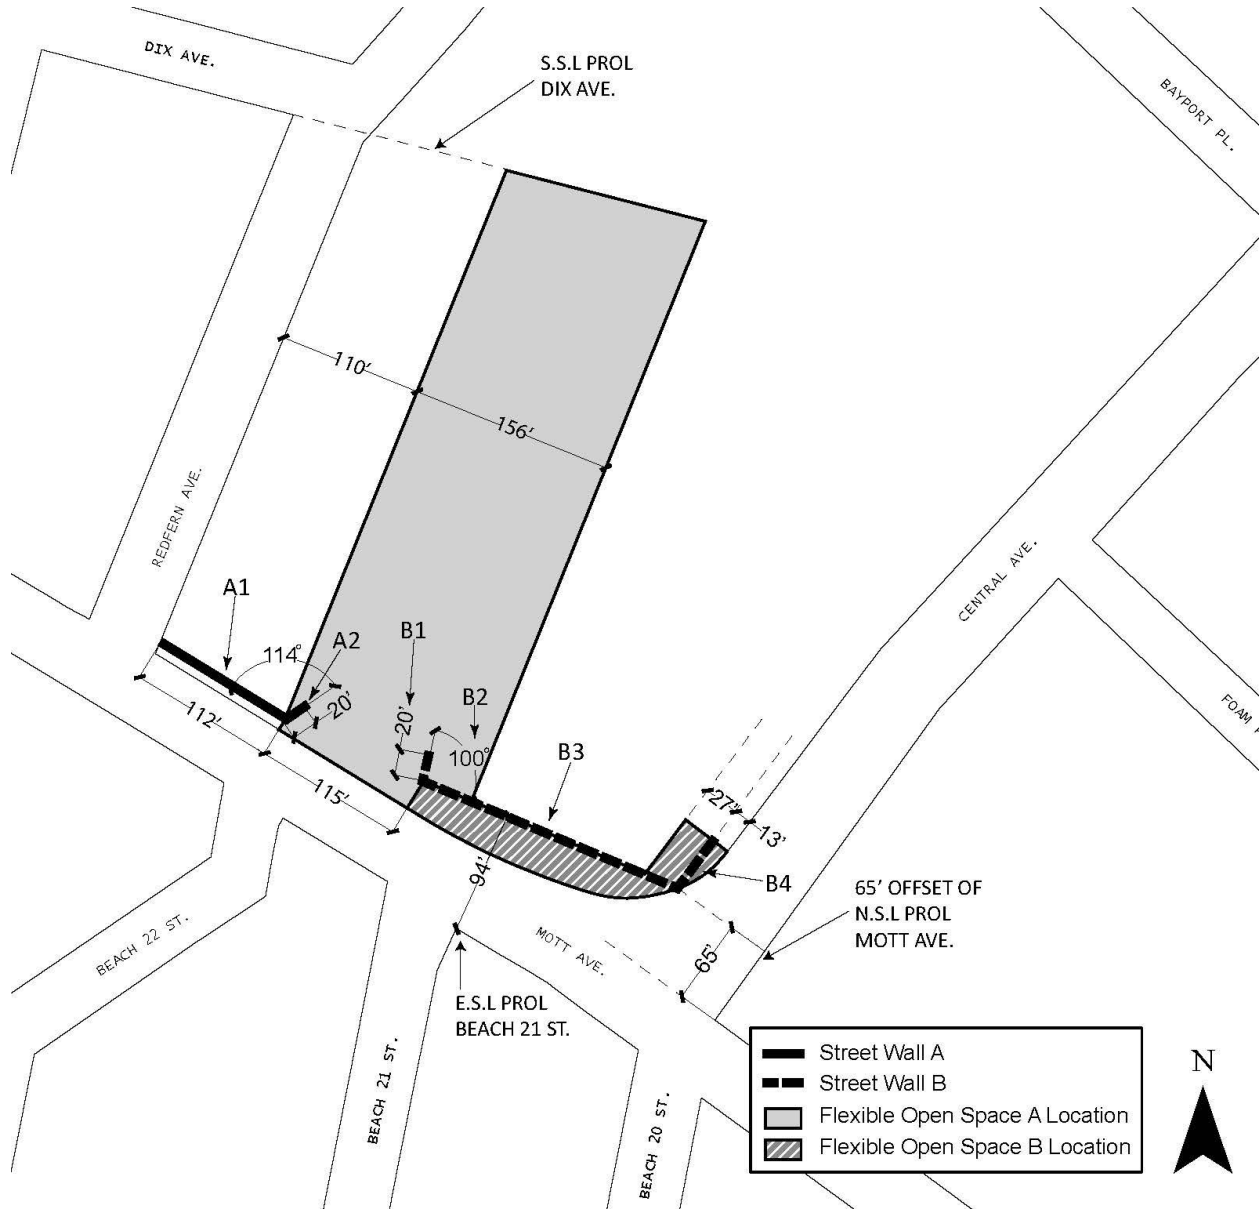 DIX AVE.
S.S.L PROL
DIX AVE.
BAYPORT PL.
110'
156'
REDFERN AVE.
CENTRAL AVE.
A1
B1
A2
114°
B2
20'
20'
100°
B3
112'
FOAM
115'
27'
13'
94'
B4
65' OFFSET OF
N.S.L PROL
MOTT AVE.
BEACH 22 ST.
MOTT AVE.
65'
E.S.L PROL
BEACH 21 ST.
BEACH 21 ST.
BEACH 20 ST.
Street Wall A
Street Wall B
Flexible Open Space A Location
Flexible Open Space B Location
N